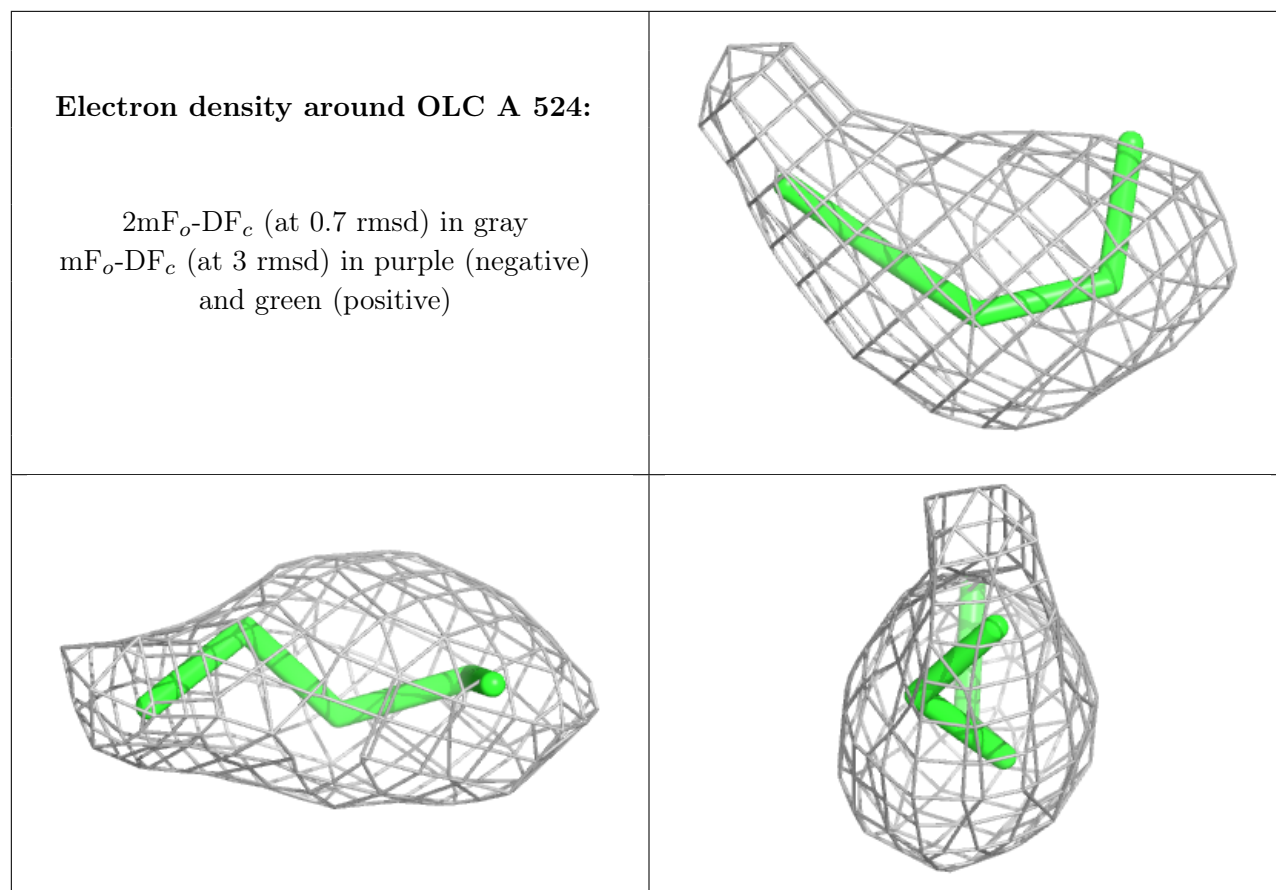 Electron density around OLC A 524:
2mFo-DFc (at 0.7 rmsd) in gray
mFo-DFc (at 3 rmsd) in purple (negative)
and green (positive)